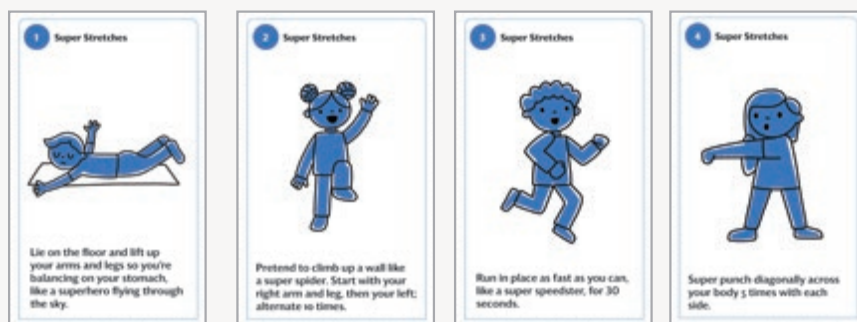 1 Super Stretches
Lie on the floor and lift up
your arms and legs so you're
balancing on your stomach,
like a superhero flying through
the sky.
2 Super Stretches
Pretend to climb up a wall like
a super spider. Start with your
right arm and leg, then your left;
alternate 10 times.
3 Super Stretches
Run in place as fast as you can,
like a super speedster, for 30
seconds.
4 Super Stretches
Super punch diagonally across
your body 5 times with each
side.